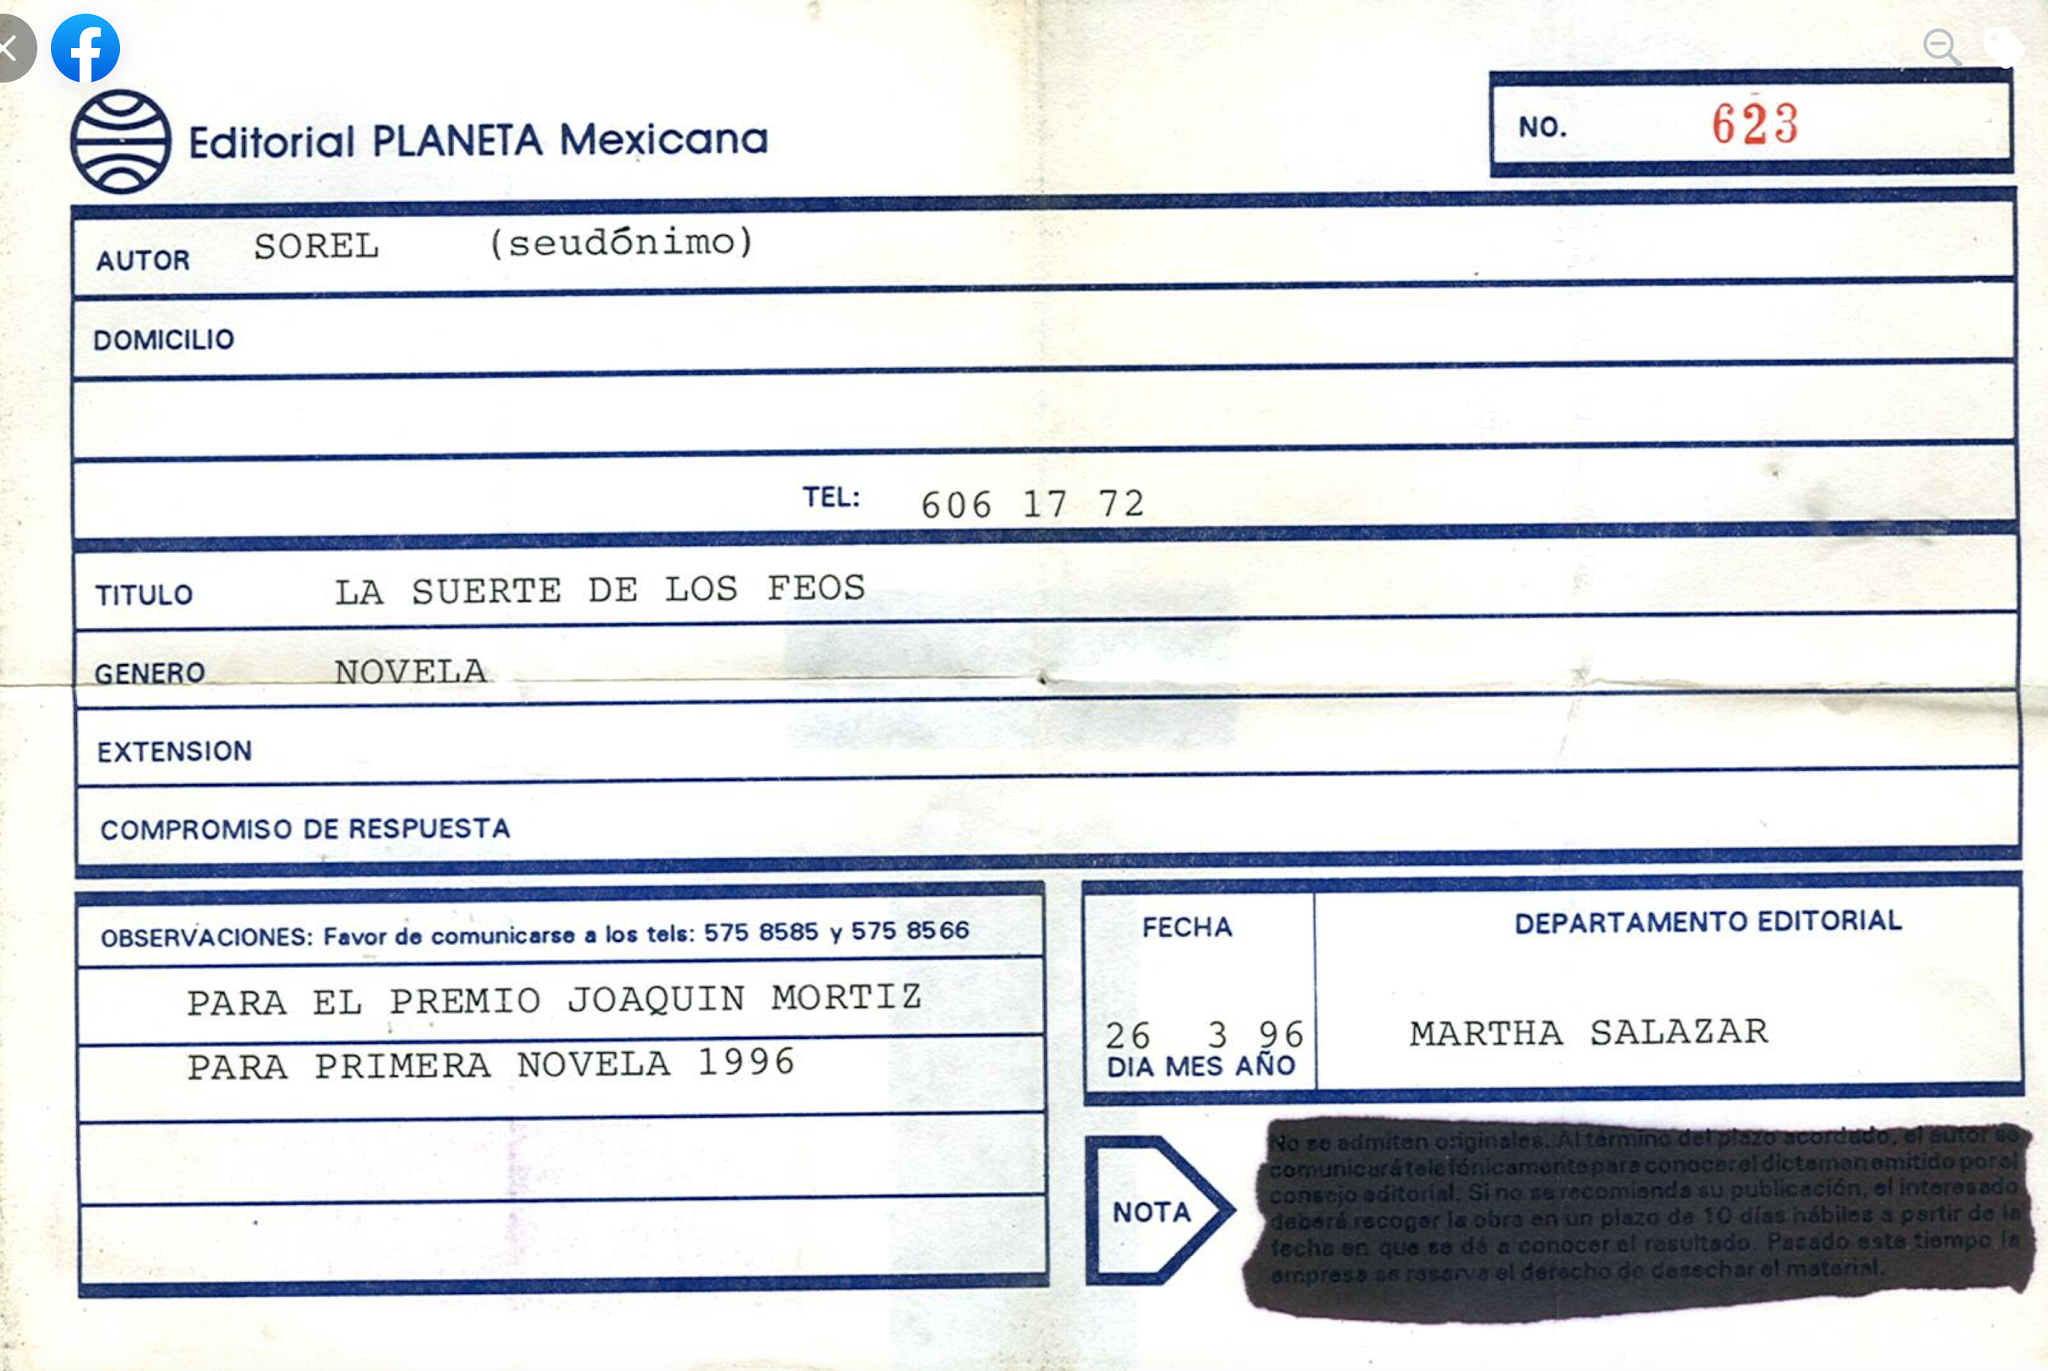 Editorial PLANETA Mexicana
NO. 623
AUTOR SOREL (seudónimo)
DOMICILIO
TEL: 606 17 72
TITULO LA SUERTE DE LOS FEOS
GENERO NOVELA
EXTENSION
COMPROMISO DE RESPUESTA
OBSERVACIONES: Favor de comunicarse a los tels: 575 8585 y 575 8566
PARA EL PREMIO JOAQUIN MORTIZ
PARA PRIMERA NOVELA 1996
FECHA
26 3 96
DIA MES AÑO
DEPARTAMENTO EDITORIAL
MARTHA SALAZAR
NOTA
No se admiten originales. Al término del plazo acordado, el autor se
comunicará telefónicamente para conocer el dictamen emitido por el
consejo editorial. Si no se recomienda su publicación, el interesado
deberá recoger la obra en un plazo de 10 días hábiles a partir de la
fecha en que se dé a conocer el resultado. Pasado este tiempo la
empresa se reserva el derecho de desechar el material.